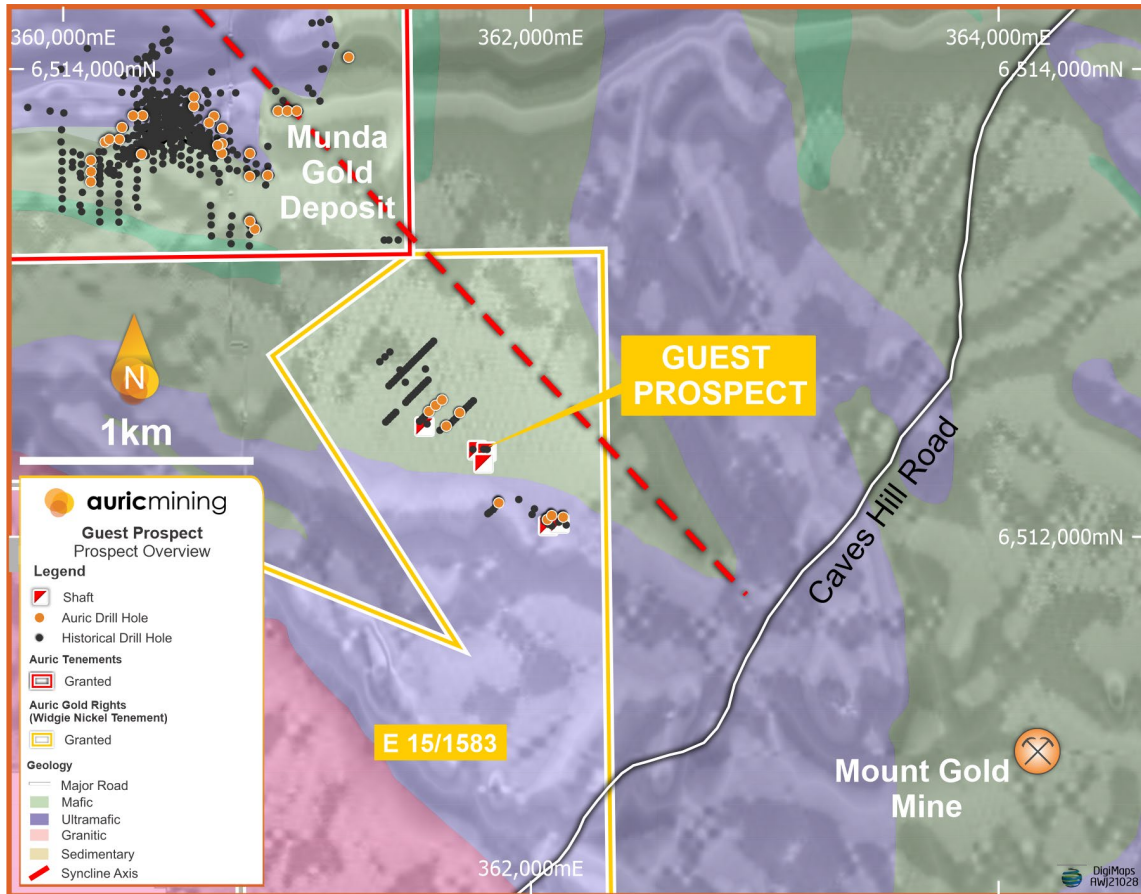 360,000mE
362,000mE
364,000mE
6,514,000mN
6,514,000mN
Munda
Gold
Deposit
GUEST
PROSPECT
N
1km
Caves Hill Road
6,512,000mN
auricmining
Guest Prospect
Prospect Overview
Legend
Shaft
Auric Drill Hole
Historical Drill Hole
Auric Tenements
Granted
Auric Gold Rights
(Widgie Nickel Tenement)
Granted
Geology
Major Road
Mafic
Ultramafic
Granitic
Sedimentary
Syncline Axis
E 15/1583
Mount Gold
Mine
362,000mE
DigiMaps
AWJ21028